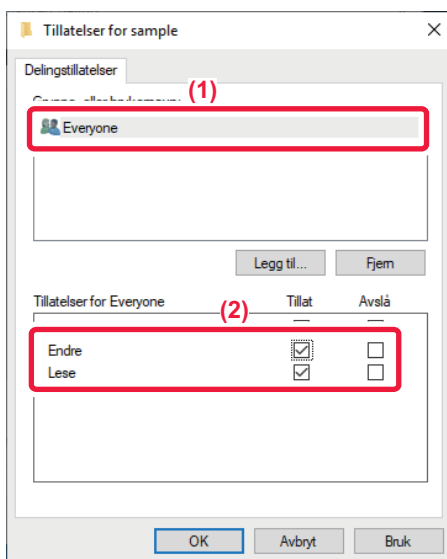 Tillatelser for sample
Delingstillatelser
(1)
Everyone
Legg til... Fjern
Tillatelser for Everyone Tillat Avslå
(2)
Endre
Lese
OK Avbryt Bruk